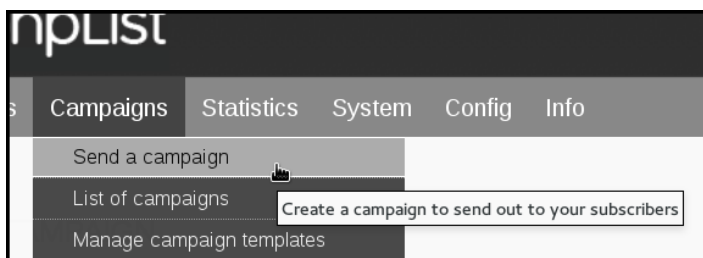 phpList
s Campaigns Statistics System Config Info
Send a campaign
List of campaigns
Create a campaign to send out to your subscribers
Manage campaign templates